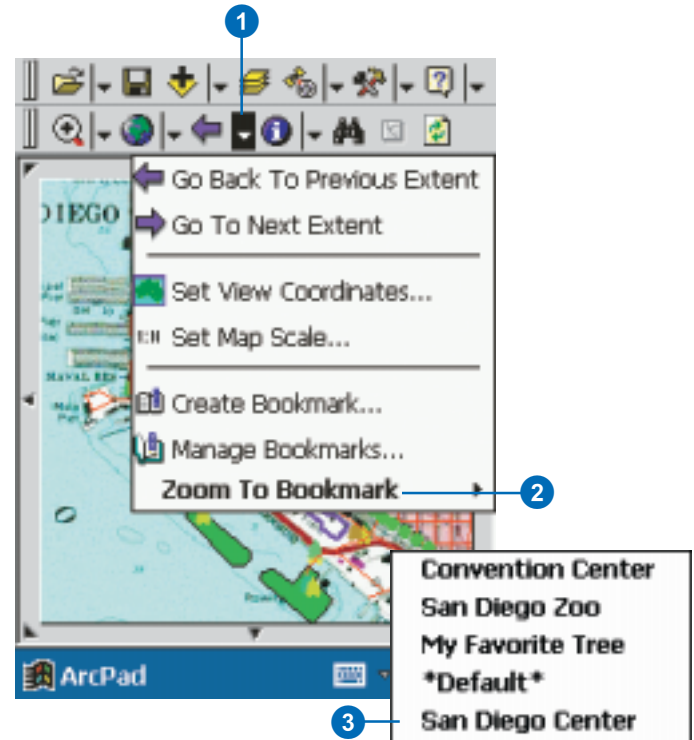 1
DIEGO
Go Back To Previous Extent
Go To Next Extent
Set View Coordinates...
Set Map Scale...
NAVAL RES
Create Bookmark...
Manage Bookmarks...
Zoom To Bookmark
2
Convention Center
San Diego Zoo
My Favorite Tree
*Default*
ArcPad
3
San Diego Center